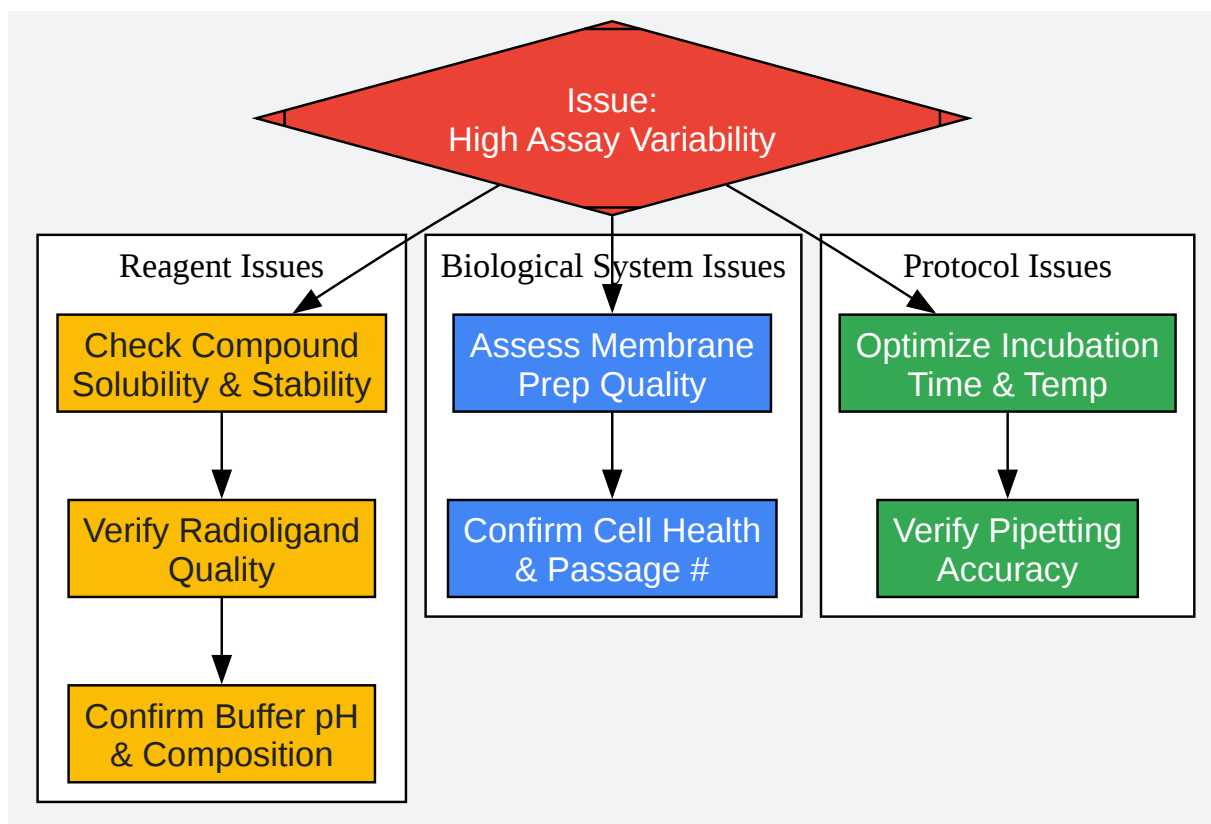 Issue:
High Assay Variability
Reagent Issues
Check Compound
Solubility & Stability
Verify Radioligand
Quality
Confirm Buffer pH
& Composition
Biological System Issues
Assess Membrane
Prep Quality
Confirm Cell Health
& Passage #
Protocol Issues
Optimize Incubation
Time & Temp
Verify Pipetting
Accuracy